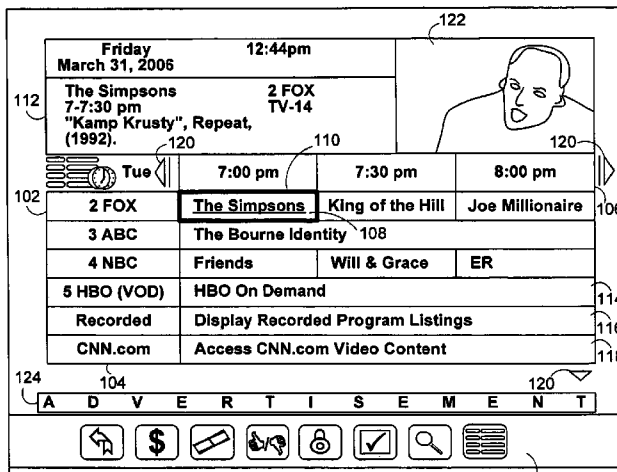 122
Friday 12:44pm
March 31, 2006
The Simpsons 2 FOX
7-7:30 pm TV-14
"Kamp Krusty", Repeat,
(1992).
112
120 110 120
Tue 7:00 pm 7:30 pm 8:00 pm
102 2 FOX The Simpsons King of the Hill Joe Millionaire 106
3 ABC The Bourne Identity 108
4 NBC Friends Will & Grace ER
5 HBO (VOD) HBO On Demand 114
Recorded Display Recorded Program Listings 116
CNN.com Access CNN.com Video Content 118
124 104 120
A D V E R T I S E M E N T
$